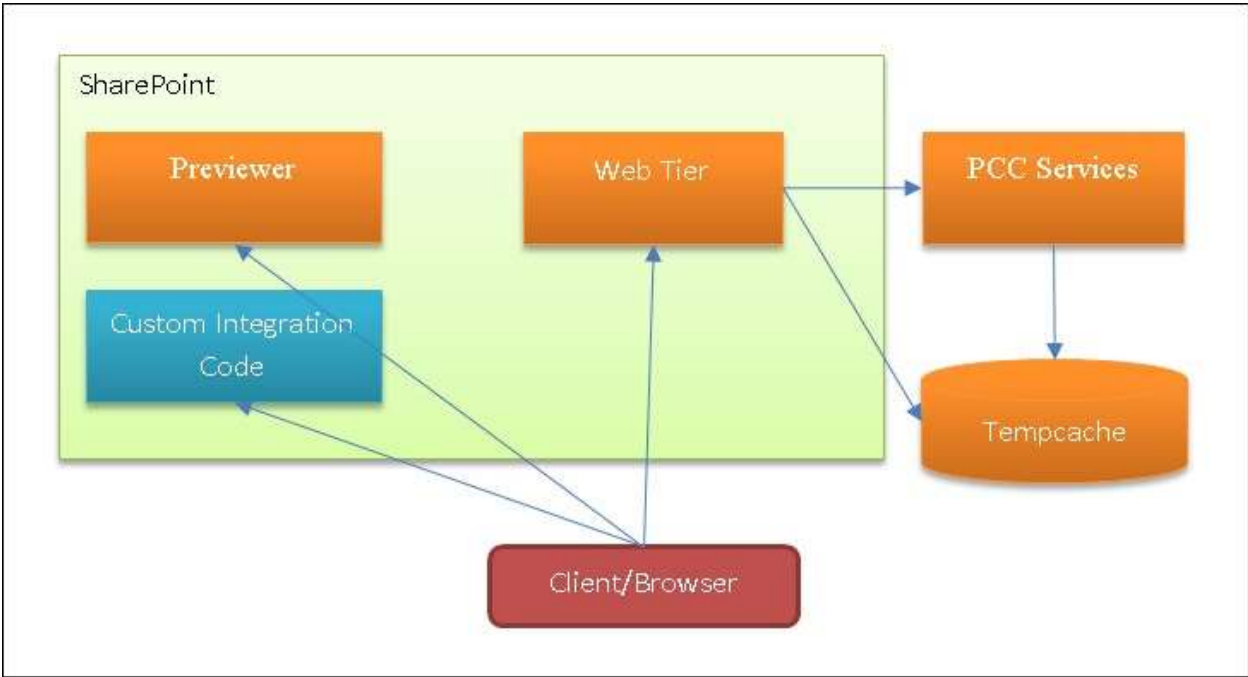 SharePoint
Previewer
Web Tier
PCC Services
Custom Integration
Code
Tempcache
Client/Browser